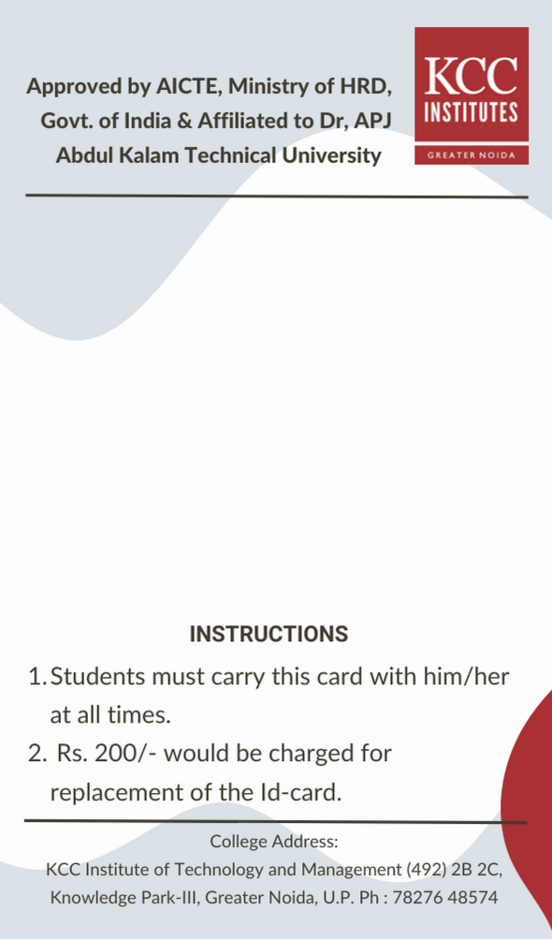 Approved by AICTE, Ministry of HRD,
Govt. of India & Affiliated to Dr, APJ
Abdul Kalam Technical University
KCC
INSTITUTES
GREATER NOIDA
INSTRUCTIONS
1. Students must carry this card with him/her
at all times.
2. Rs. 200/- would be charged for
replacement of the Id-card.
College Address:
KCC Institute of Technology and Management (492) 2B 2C,
Knowledge Park-III, Greater Noida, U.P. Ph : 78276 48574